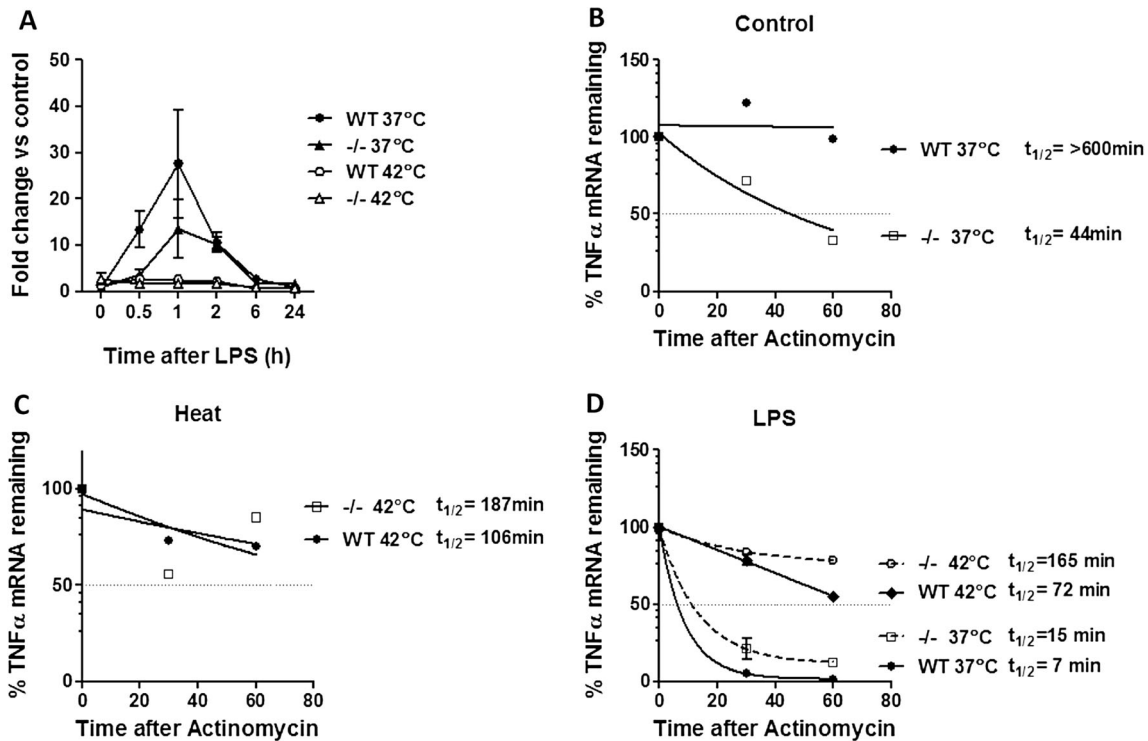 A
Fold change vs control
50
40
30
20
10
0
0 0.5 1 2 6 24
Time after LPS (h)
WT 37°C
-/- 37°C
WT 42°C
-/- 42°C
B
Control
% TNFα mRNA remaining
150
100
50
0
0 20 40 60 80
Time after Actinomycin
WT 37°C t1/2= >600min
-/- 37°C t1/2= 44min
C
Heat
% TNFα mRNA remaining
100
50
0
0 20 40 60 80
Time after Actinomycin
-/- 42°C t1/2= 187min
WT 42°C t1/2= 106min
D
LPS
% TNFα mRNA remaining
150
100
50
0
0 20 40 60 80
Time after Actinomycin
-/- 42°C t1/2=165 min
WT 42°C t1/2= 72 min
-/- 37°C t1/2=15 min
WT 37°C t1/2= 7 min